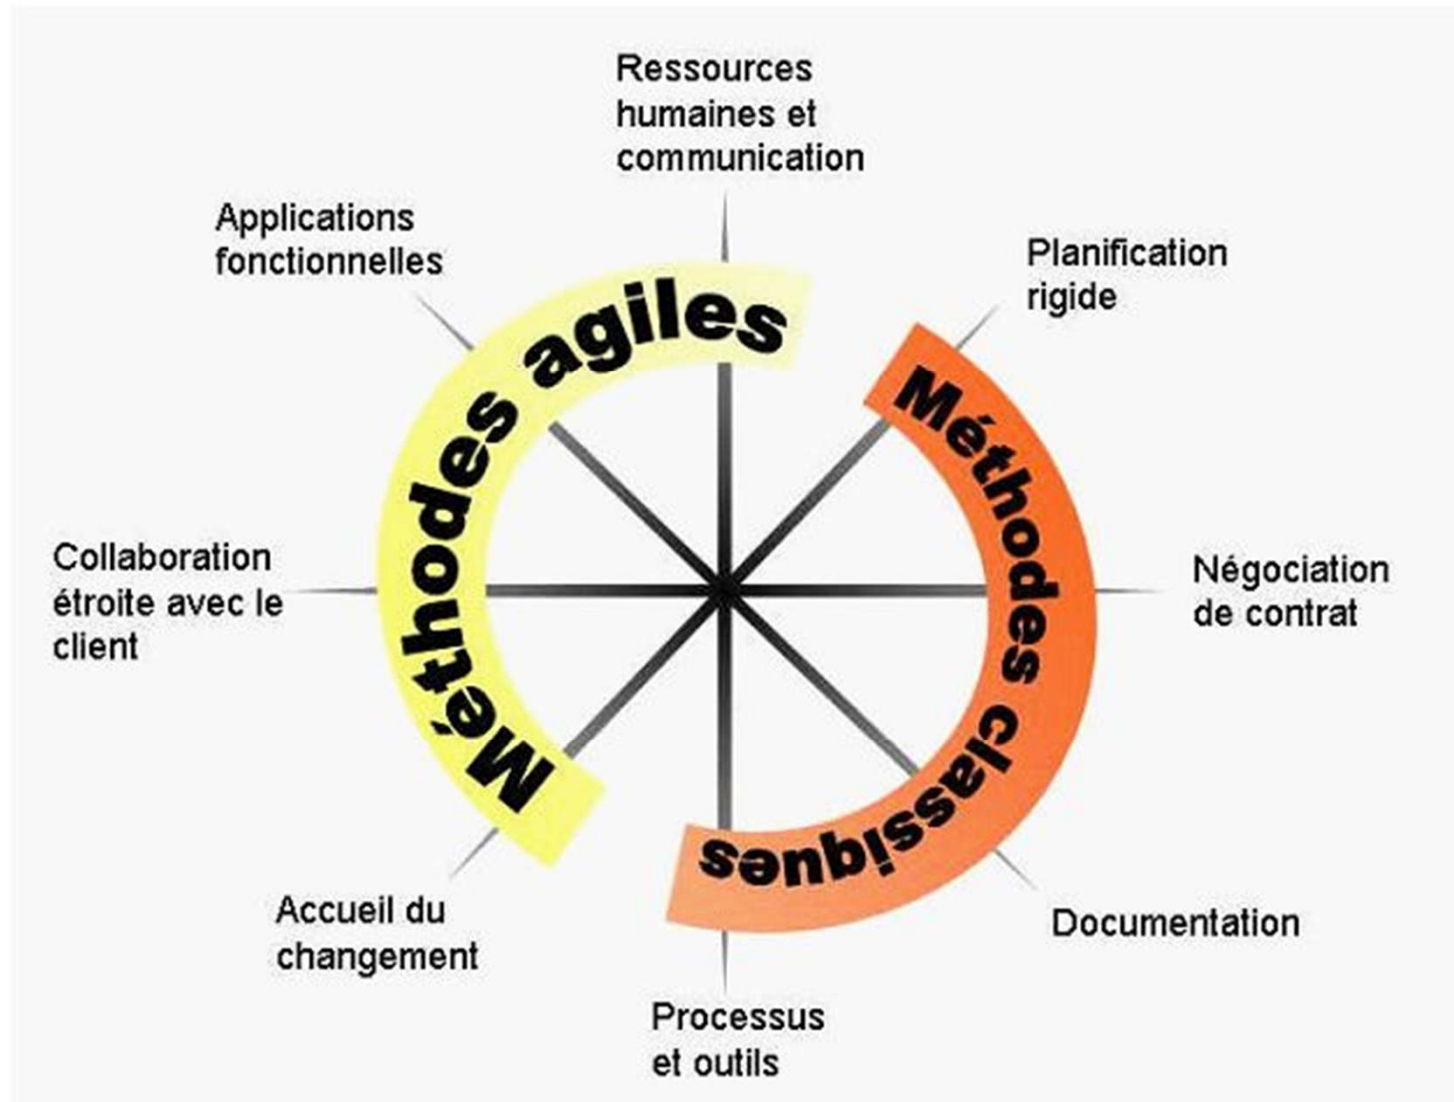 Ressources
humaines et
communication
Applications
fonctionnelles
Planification
rigide
Méthodes agiles
Méthodes classiques
Collaboration
étroite avec le
client
Négociation
de contrat
Accueil du
changement
Documentation
Processus
et outils